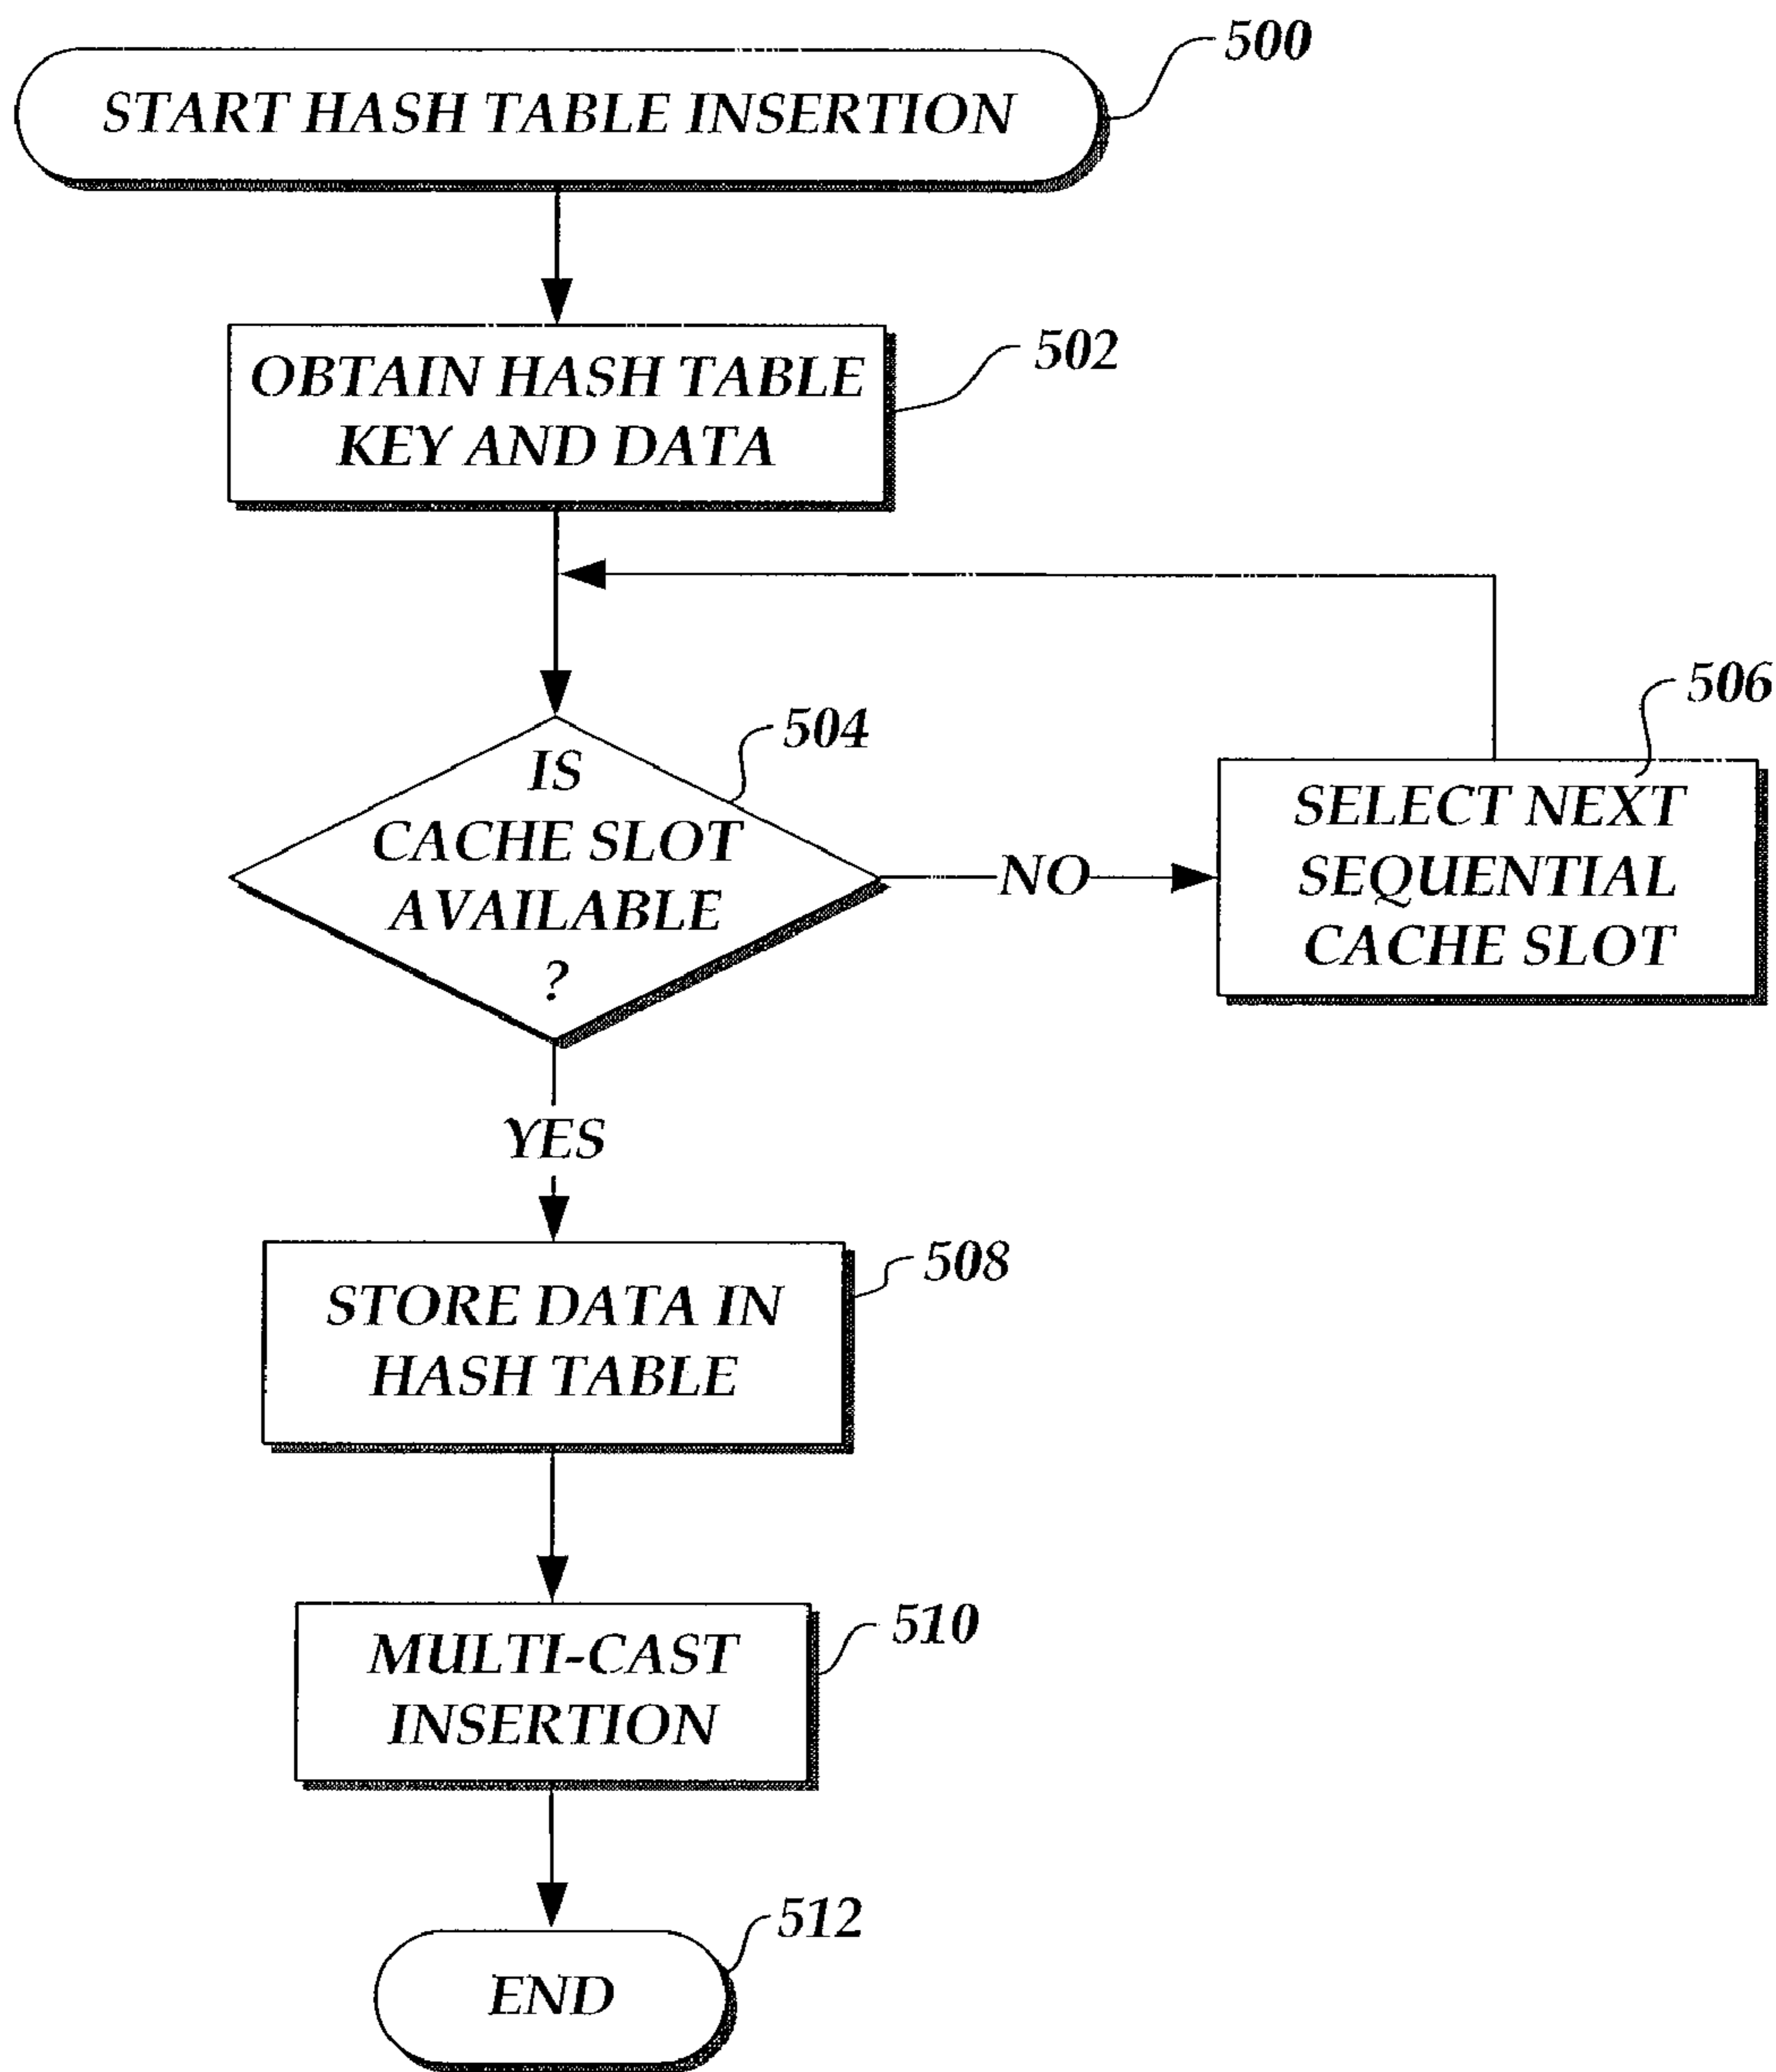 500
START HASH TABLE INSERTION
502
OBTAIN HASH TABLE
KEY AND DATA
504
IS
CACHE SLOT
AVAILABLE
?
NO
506
SELECT NEXT
SEQUENTIAL
CACHE SLOT
YES
508
STORE DATA IN
HASH TABLE
510
MULTI-CAST
INSERTION
512
END